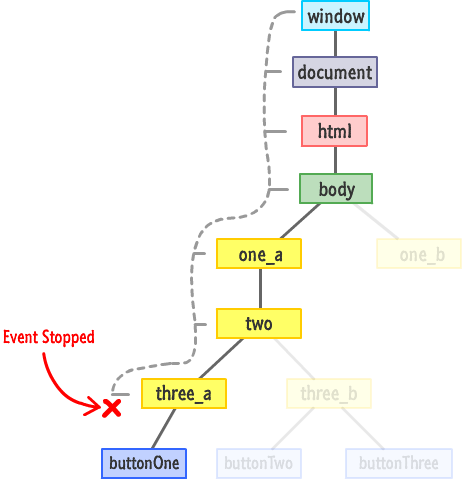 window
document
html
body
one_a
one_b
two
Event Stopped
three_a
three_b
buttonOne
buttonTwo
buttonThree